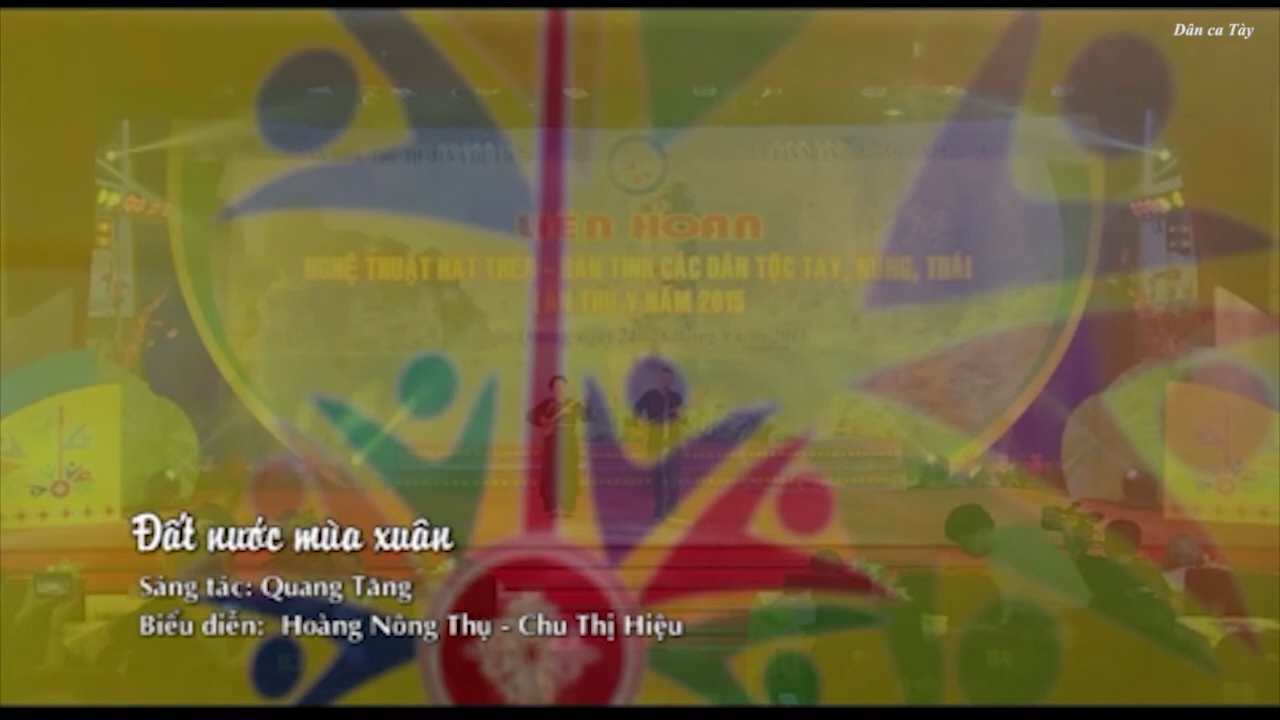 Dân ca Tày
LIÊN HOAN
NGHỆ THUẬT HÁT THEN - ĐÀN TÍNH CÁC DÂN TỘC TÀY, NÙNG, THÁI
LẦN THỨ V NĂM 2015
Đất nước mùa xuân
Sáng tác: Quang Tăng
Biểu diễn: Hoàng Nông Thụ - Chu Thị Hiệu